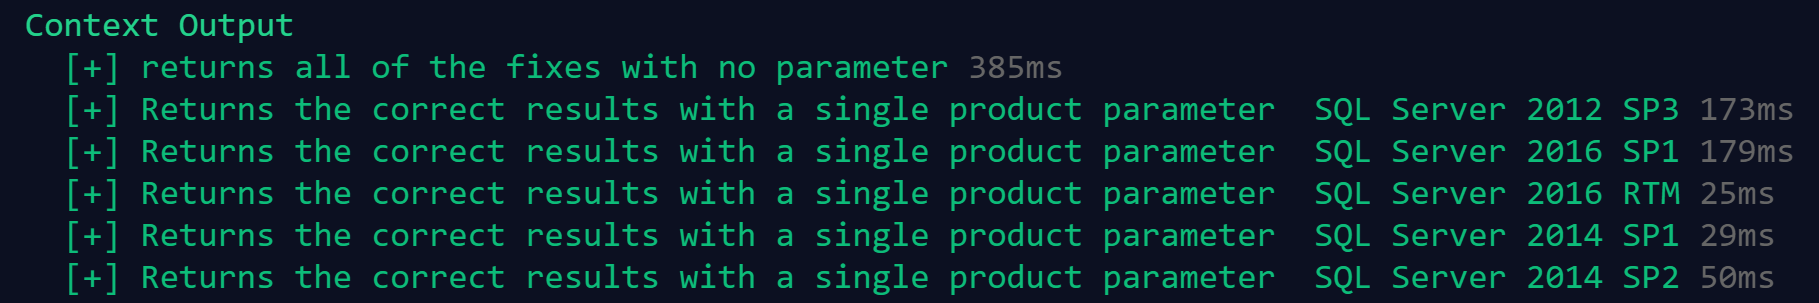 Context Output
[+] returns all of the fixes with no parameter 385ms
[+] Returns the correct results with a single product parameter  SQL Server 2012 SP3 173ms
[+] Returns the correct results with a single product parameter  SQL Server 2016 SP1 179ms
[+] Returns the correct results with a single product parameter  SQL Server 2016 RTM 25ms
[+] Returns the correct results with a single product parameter  SQL Server 2014 SP1 29ms
[+] Returns the correct results with a single product parameter  SQL Server 2014 SP2 50ms